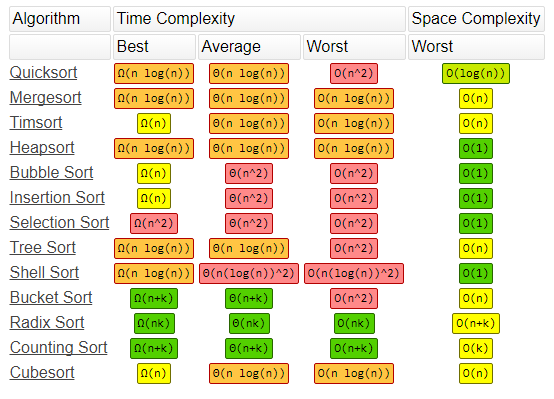 Algorithm Time Complexity Space Complexity
Best Average Worst Worst
Quicksort Ω(n log(n)) Θ(n log(n)) O(n^2) O(log(n))
Mergesort Ω(n log(n)) Θ(n log(n)) O(n log(n)) O(n)
Timsort Ω(n) Θ(n log(n)) O(n log(n)) O(n)
Heapsort Ω(n log(n)) Θ(n log(n)) O(n log(n)) O(1)
Bubble Sort Ω(n) Θ(n^2) O(n^2) O(1)
Insertion Sort Ω(n) Θ(n^2) O(n^2) O(1)
Selection Sort Ω(n^2) Θ(n^2) O(n^2) O(1)
Tree Sort Ω(n log(n)) Θ(n log(n)) O(n^2) O(n)
Shell Sort Ω(n log(n)) Θ(n(log(n))^2) O(n(log(n))^2) O(1)
Bucket Sort Ω(n+k) Θ(n+k) O(n^2) O(n)
Radix Sort Ω(nk) Θ(nk) O(nk) O(n+k)
Counting Sort Ω(n+k) Θ(n+k) O(n+k) O(k)
Cubesort Ω(n) Θ(n log(n)) O(n log(n)) O(n)